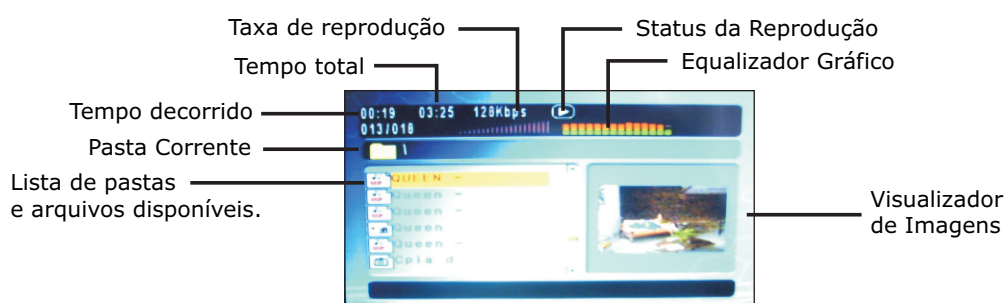 Taxa de reprodução
Status da Reprodução
Tempo total
Equalizador Gráfico
Tempo decorrido
00:19 03:25 128Kbps
013/018
Pasta Corrente
\
Lista de pastas
e arquivos disponíveis.
QUEEN -
Queen -
Queen -
Queen
Queen -
Cpia d
Visualizador
de Imagens